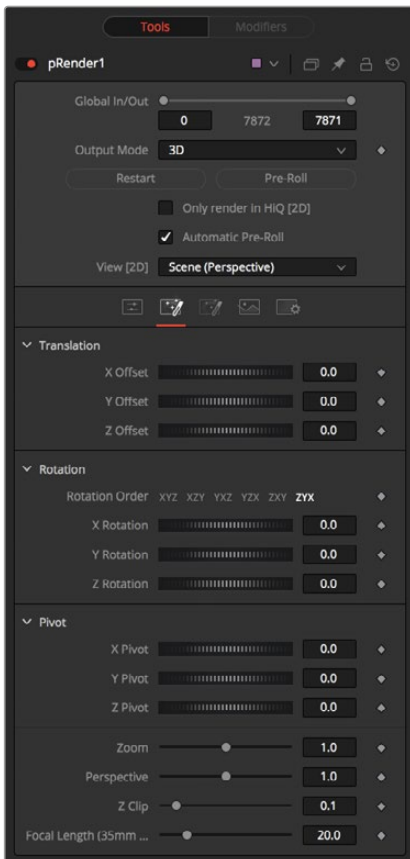 Tools Modifiers
pRender1
Global In/Out
0 7872 7871
Output Mode 3D
Restart Pre-Roll
Only render in HiQ [2D]
Automatic Pre-Roll
View [2D] Scene (Perspective)
Translation
X Offset 0.0
Y Offset 0.0
Z Offset 0.0
Rotation
Rotation Order XYZ XZY YXZ YZX ZXY ZYX
X Rotation 0.0
Y Rotation 0.0
Z Rotation 0.0
Pivot
X Pivot 0.0
Y Pivot 0.0
Z Pivot 0.0
Zoom 1.0
Perspective 1.0
Z Clip 0.1
Focal Length (35mm ... 20.0